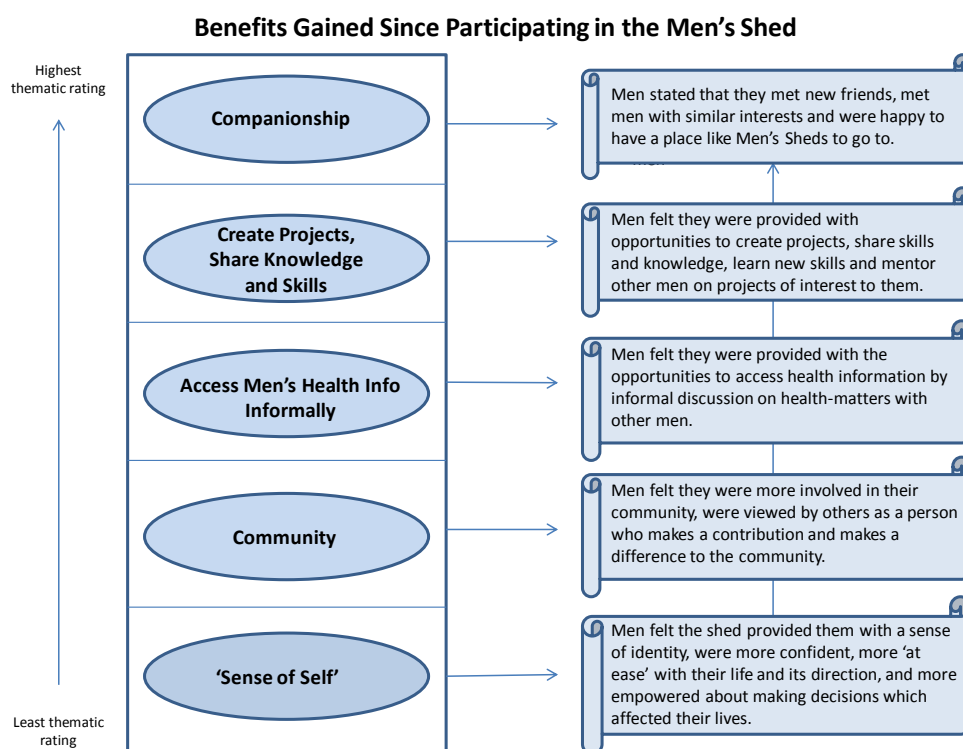 Benefits Gained Since Participating in the Men's Shed
Highest
thematic rating
Companionship
Men stated that they met new friends, met
men with similar interests and were happy to
have a place like Men's Sheds to go to.
Create Projects,
Share Knowledge
and Skills
Men felt they were provided with
opportunities to create projects, share skills
and knowledge, learn new skills and mentor
other men on projects of interest to them.
Access Men's Health Info
Informally
Men felt they were provided with the
opportunities to access health information by
informal discussion on health-matters with
other men.
Community
Men felt they were more involved in their
community, were viewed by others as a person
who makes a contribution and makes a
difference to the community.
'Sense of Self'
Men felt the shed provided them with a sense
of identity, were more confident, more 'at
ease' with their life and its direction, and more
empowered about making decisions which
affected their lives.
Least thematic
rating